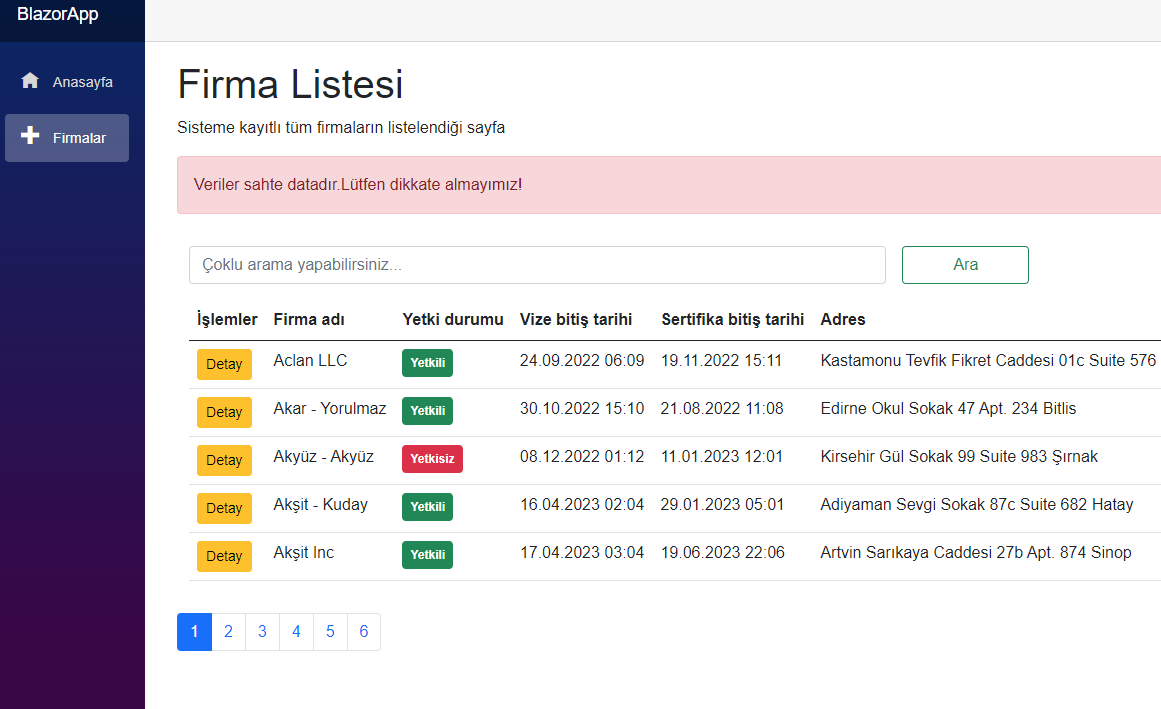 BlazorApp
Anasayfa
Firmalar
Firma Listesi
Sisteme kayıtlı tüm firmaların listelendiği sayfa
Veriler sahte datadır.Lütfen dikkate almayımız!
Çoklu arama yapabilirsiniz... Ara
İşlemler Firma adı Yetki durumu Vize bitiş tarihi Sertifika bitiş tarihi Adres
Detay Aclan LLC Yetkili 24.09.2022 06:09 19.11.2022 15:11 Kastamonu Tevfik Fikret Caddesi 01c Suite 576
Detay Akar - Yorulmaz Yetkili 30.10.2022 15:10 21.08.2022 11:08 Edirne Okul Sokak 47 Apt. 234 Bitlis
Detay Akyüz - Akyüz Yetkisiz 08.12.2022 01:12 11.01.2023 12:01 Kirsehir Gül Sokak 99 Suite 983 Şırnak
Detay Akşit - Kuday Yetkili 16.04.2023 02:04 29.01.2023 05:01 Adiyaman Sevgi Sokak 87c Suite 682 Hatay
Detay Akşit Inc Yetkili 17.04.2023 03:04 19.06.2023 22:06 Artvin Sarıkaya Caddesi 27b Apt. 874 Sinop
1 2 3 4 5 6